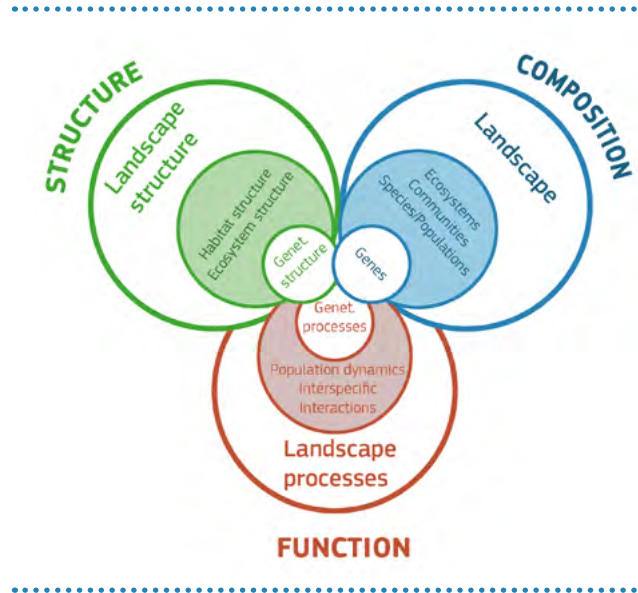 STRUCTURE
Landscape
structure
Habitat structure
Ecosystem structure
Genet.
structure
COMPOSITION
Landscape
Ecosystems
Communities
Species/Populations
Genes
Genet.
processes
Population dynamics
Interspecific
Interactions
Landscape
processes
FUNCTION